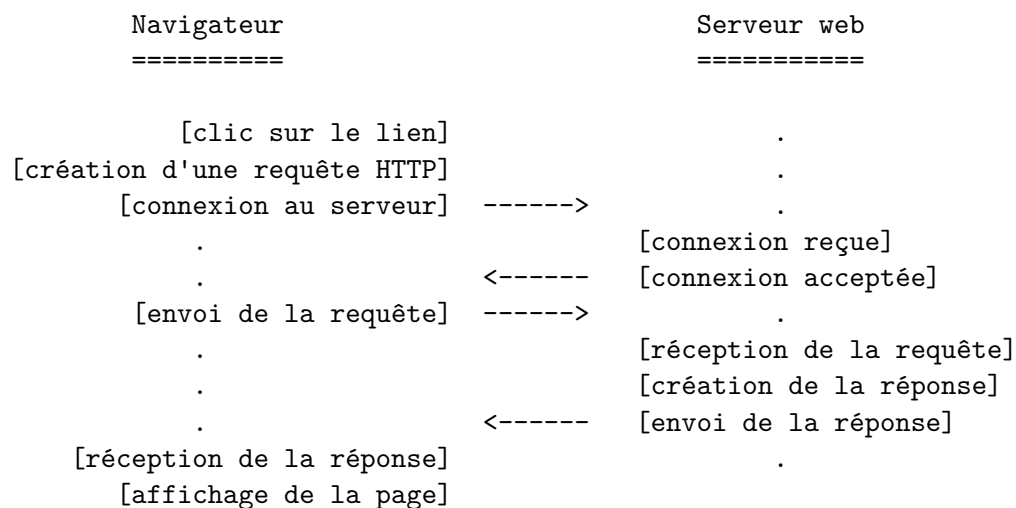 Navigateur                           Serveur web
==========                           ===========
[clic sur le lien]                     .
[création d'une requête HTTP]                     .
[connexion au serveur]  ------>            .
.                            [connexion reçue]
.                  <------   [connexion acceptée]
[envoi de la requête]  ------>            .
.                            [réception de la requête]
.                            [création de la réponse]
.                  <------   [envoi de la réponse]
[réception de la réponse]                     .
[affichage de la page]